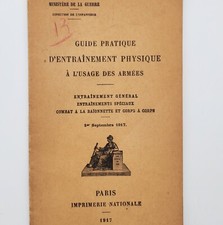 MINISTÈRE DE LA GUERRE
DIRECTION DE L'INFANTERIE
13
GUIDE PRATIQUE
D'ENTRAÎNEMENT PHYSIQUE
À L'USAGE DES ARMÉES
ENTRAÎNEMENT GÉNÉRAL
ENTRAÎNEMENTS SPÉCIAUX
COMBAT À LA BAÏONNETTE ET CORPS À CORPS
1er Septembre 1917.
PARIS
IMPRIMERIE NATIONALE
1917